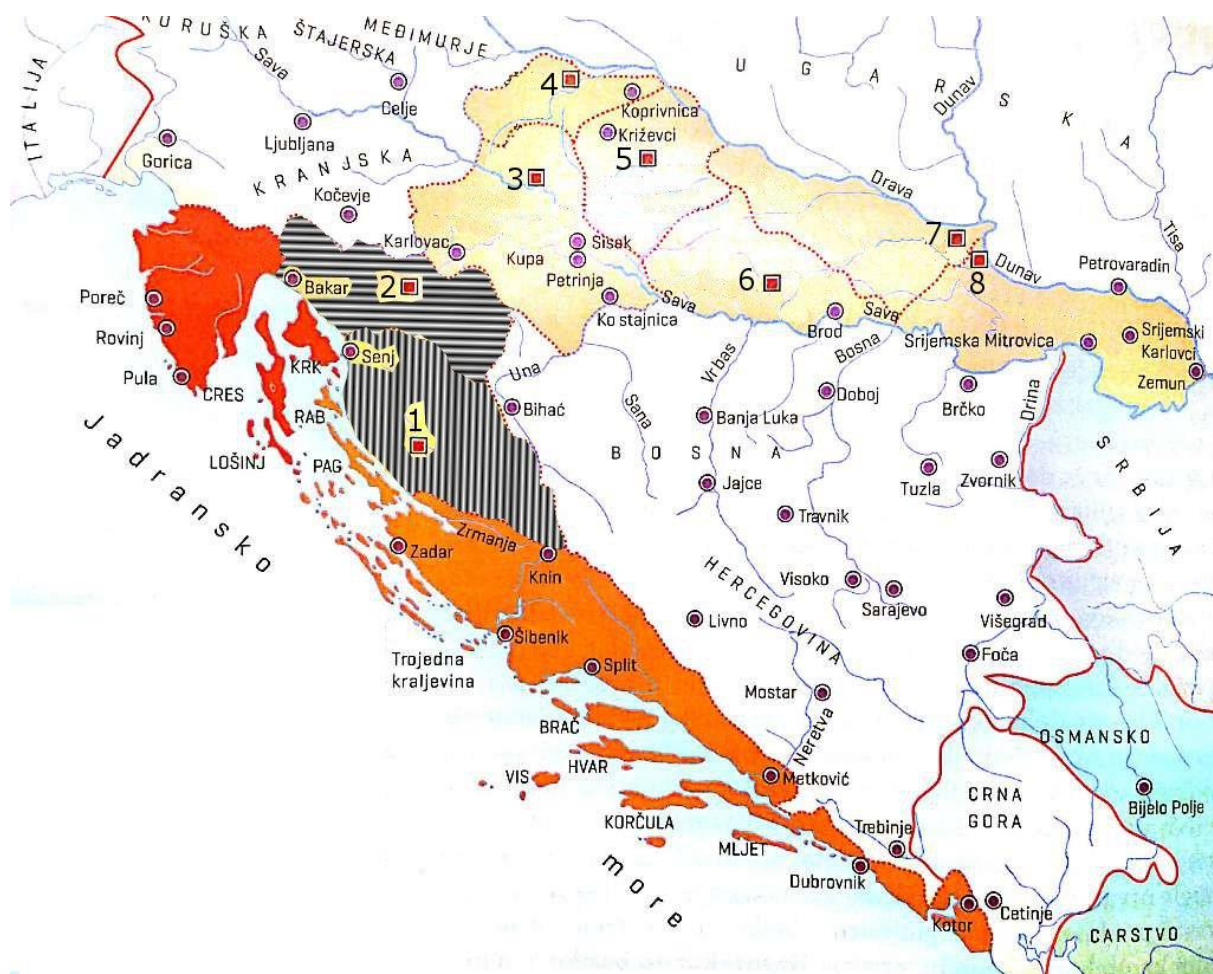 KORUŠKA
ŠTAJERSKA
MEĐIMURJE
UGARSKA
ITALIJA
Sava
Celje
Ljubljana
Gorica
KRANJSKA
Kočevje
4
Koprivnica
Križevci
5
3
Drava
Dunav
Tisa
Karlovac
Sisak
Kupa
Petrinja
Ko stajnica
Sava
7
8
Dunav
Petrovaradin
6
Brod
Sava
Srijemska Mitrovica
Srijemski
Karlovci
Zemun
Bakar
2
Poreč
Rovinj
Pula
CRES
KRK
Senj
RAB
LOŠINJ
PAG
1
Una
Bihać
Sana
Vrbas
Bosna
Banja Luka
Doboj
Brčko
Drina
BOSNA
SRBIJA
Jajce
Tuzla
Zvornik
Travnik
Jadransko
more
Zrmanja
Zadar
Knin
Visoko
Sarajevo
HERCEGOVINA
Livno
Višegrad
Foča
Šibenik
Trojedna
kraljevina
Split
Mostar
Neretva
BRAČ
HVAR
VIS
KORČULA
MLJET
Metković
Trebinje
Dubrovnik
CRNA
GORA
Kotor
Cetinje
OSMANSKO
Bijelo Polje
CARSTVO